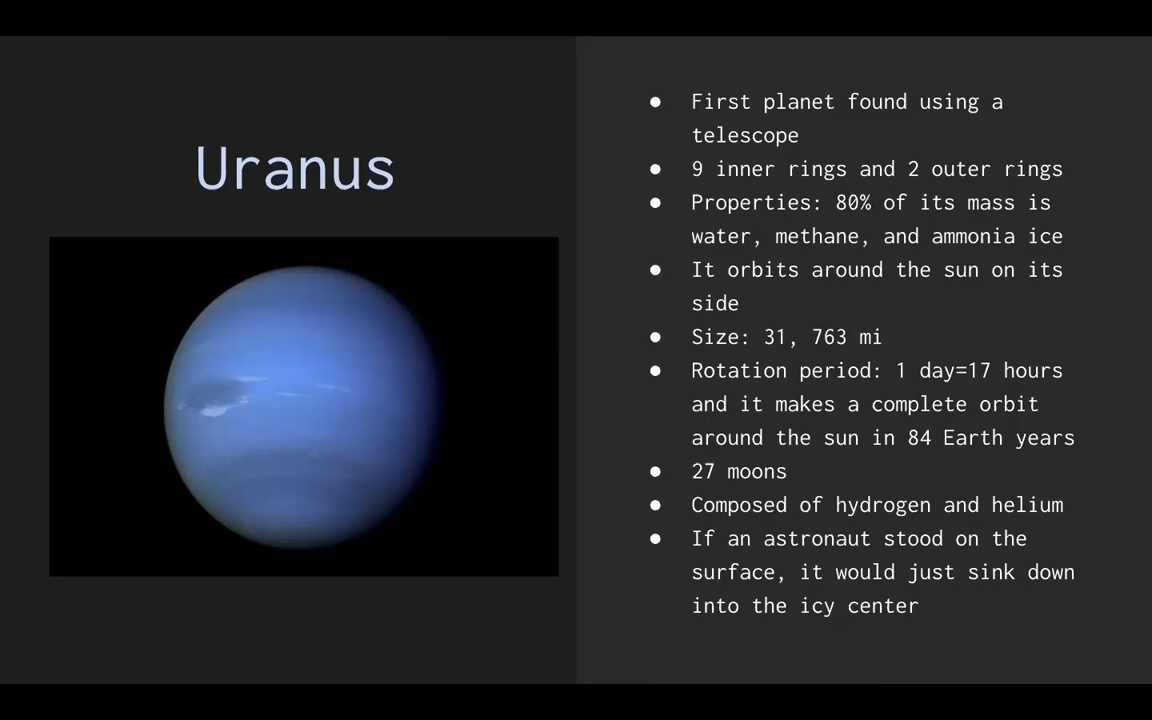 Uranus
● First planet found using a
telescope
● 9 inner rings and 2 outer rings
● Properties: 80% of its mass is
water, methane, and ammonia ice
● It orbits around the sun on its
side
● Size: 31, 763 mi
● Rotation period: 1 day=17 hours
and it makes a complete orbit
around the sun in 84 Earth years
● 27 moons
● Composed of hydrogen and helium
● If an astronaut stood on the
surface, it would just sink down
into the icy center